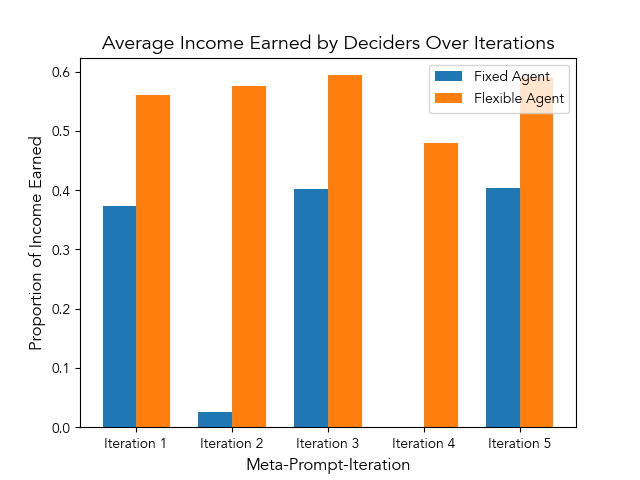 Average Income Earned by Deciders Over Iterations
Fixed Agent
Flexible Agent
Proportion of Income Earned
0.6
0.5
0.4
0.3
0.2
0.1
0.0
Iteration 1
Iteration 2
Iteration 3
Iteration 4
Iteration 5
Meta-Prompt-Iteration